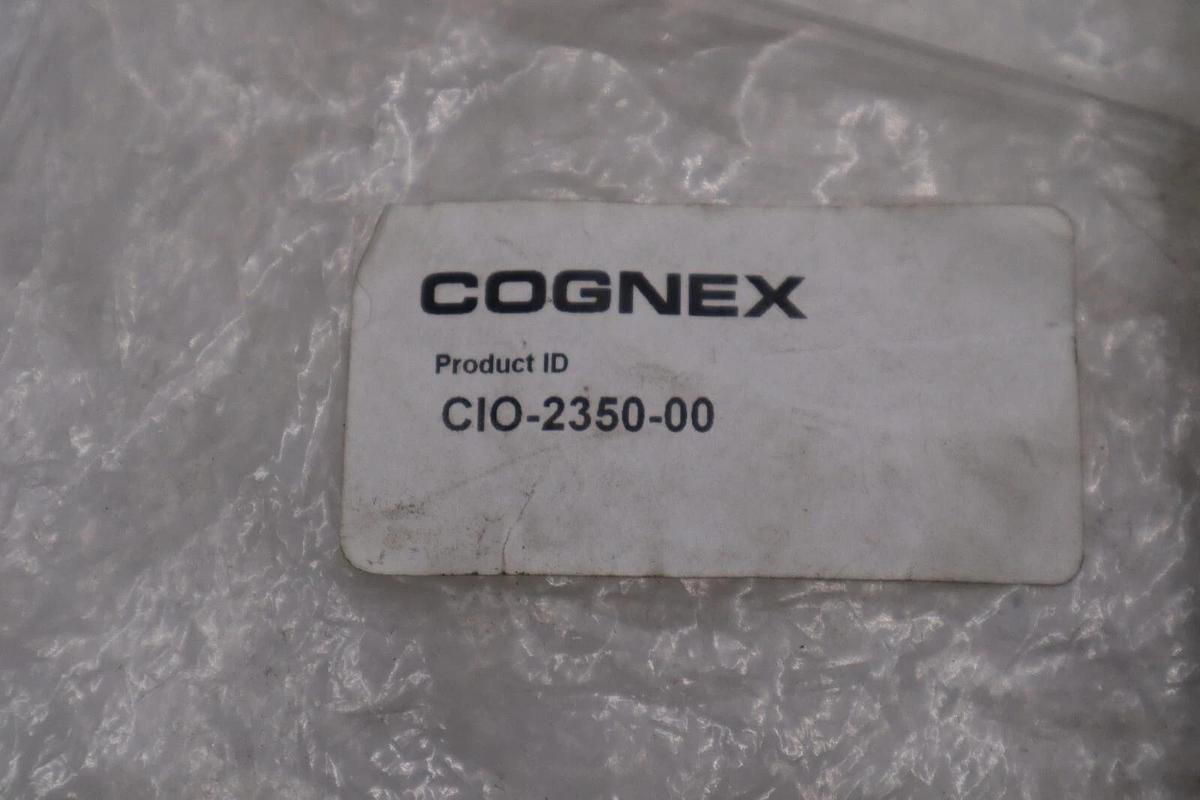 COGNEX
Product ID
CIO-2350-00